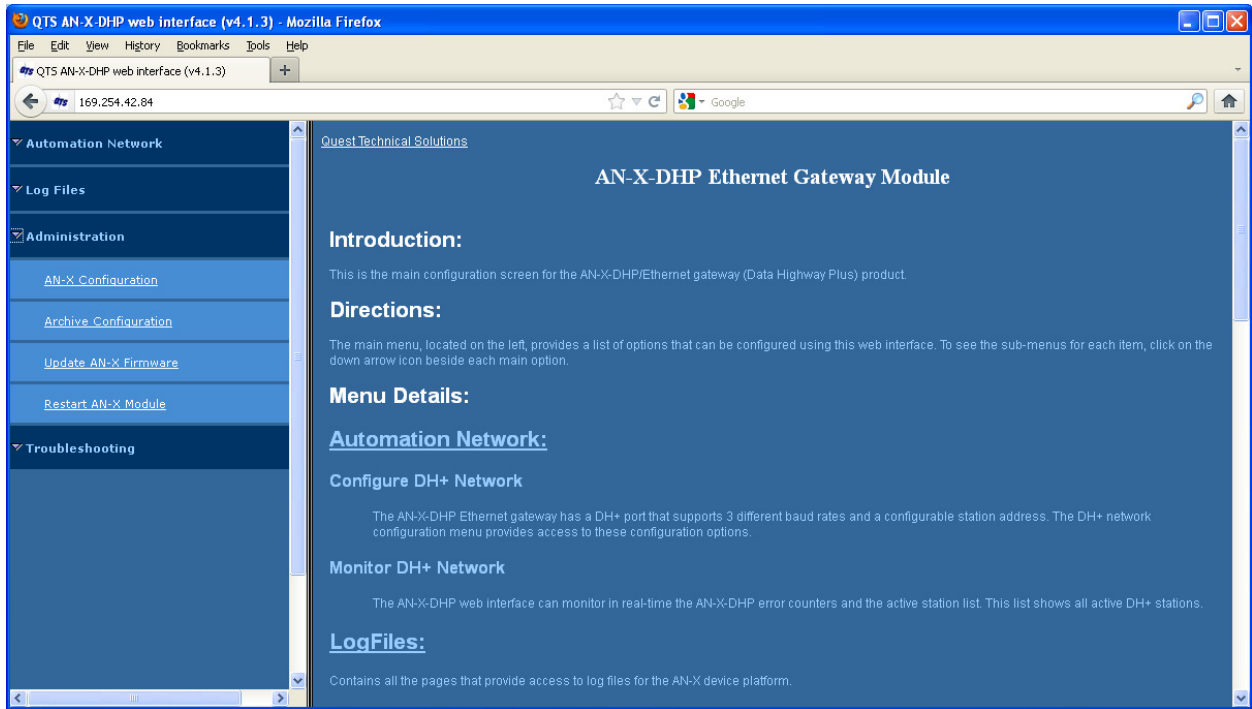 QTS AN-X-DHP web interface (v4.1.3) - Mozilla Firefox
File Edit View History Bookmarks Tools Help
QTS AN-X-DHP web interface (v4.1.3)
qts 169.254.42.84
Google
Automation Network
Log Files
Administration
AN-X Configuration
Archive Configuration
Update AN-X Firmware
Restart AN-X Module
Troubleshooting
Quest Technical Solutions
AN-X-DHP Ethernet Gateway Module
Introduction:
This is the main configuration screen for the AN-X-DHP/Ethernet gateway (Data Highway Plus) product.
Directions:
The main menu, located on the left, provides a list of options that can be configured using this web interface. To see the sub-menus for each item, click on the
down arrow icon beside each main option.
Menu Details:
Automation Network:
Configure DH+ Network
The AN-X-DHP Ethernet gateway has a DH+ port that supports 3 different baud rates and a configurable station address. The DH+ network
configuration menu provides access to these configuration options.
Monitor DH+ Network
The AN-X-DHP web interface can monitor in real-time the AN-X-DHP error counters and the active station list. This list shows all active DH+ stations.
LogFiles:
Contains all the pages that provide access to log files for the AN-X device platform.